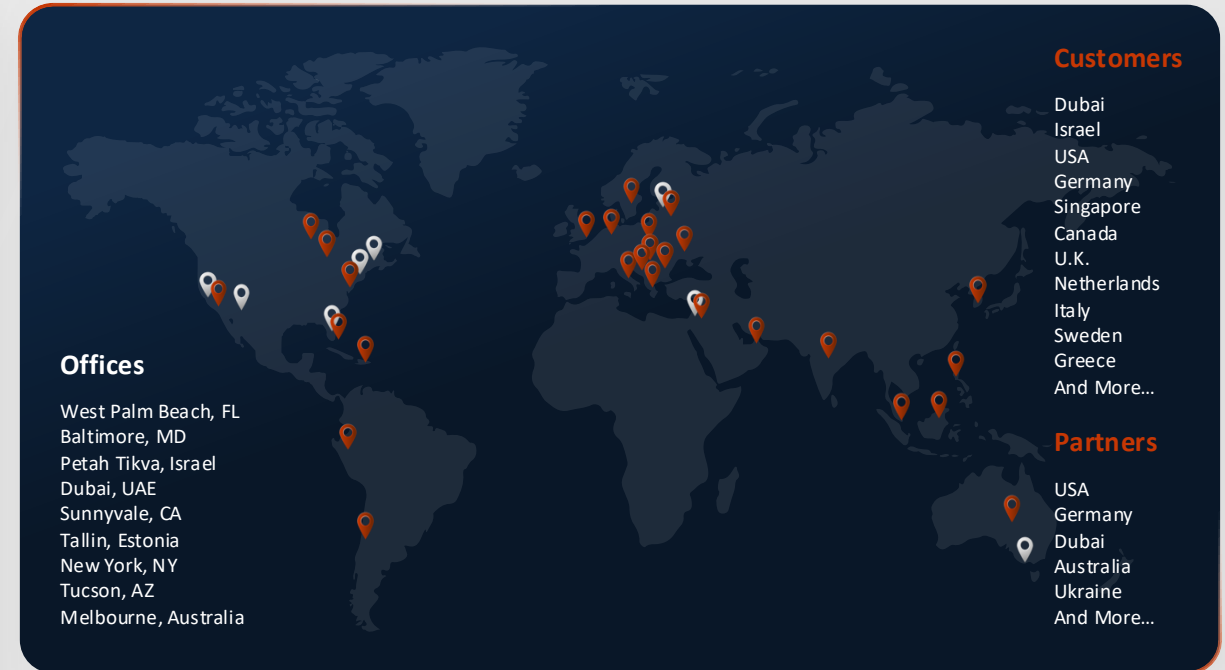 Customers
Dubai
Israel
USA
Germany
Singapore
Canada
U.K.
Netherlands
Italy
Sweden
Greece
And More...
Offices
West Palm Beach, FL
Baltimore, MD
Petah Tikva, Israel
Dubai, UAE
Sunnyvale, CA
Tallin, Estonia
New York, NY
Tucson, AZ
Melbourne, Australia
Partners
USA
Germany
Dubai
Australia
Ukraine
And More...